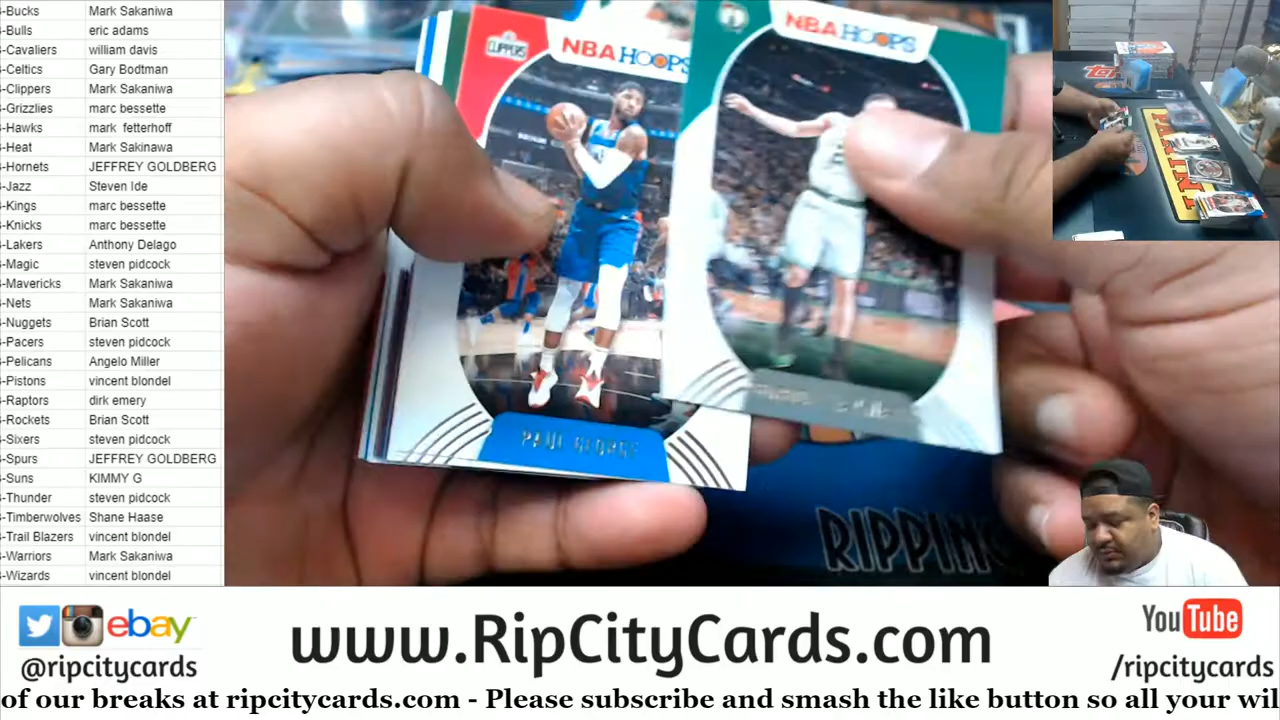 -Bucks Mark Sakaniwa
-Bulls eric adams
-Cavaliers william davis
-Celtics Gary Bodtman
-Clippers Mark Sakaniwa
-Grizzlies marc bessette
-Hawks mark fetterhoff
-Heat Mark Sakinawa
-Hornets JEFFREY GOLDBERG
-Jazz Steven Ide
-Kings marc bessette
-Knicks marc bessette
-Lakers Anthony Delago
-Magic steven pidcock
-Mavericks Mark Sakaniwa
-Nets Mark Sakaniwa
-Nuggets Brian Scott
-Pacers steven pidcock
-Pelicans Angelo Miller
-Pistons vincent blondel
-Raptors dirk emery
-Rockets Brian Scott
-Sixers steven pidcock
-Spurs JEFFREY GOLDBERG
-Suns KIMMY G
-Thunder steven pidcock
-Timberwolves Shane Haase
-Trail Blazers vincent blondel
-Warriors Mark Sakaniwa
-Wizards vincent blondel
CLIPPERS
NBA HOOPS
PAUL GEORGE
NBA HOOPS
RIPPING
ebay
@ripcitycards
www.RipCityCards.com
YouTube
/ripcitycards
of our breaks at ripcitycards.com - Please subscribe and smash the like button so all your wil